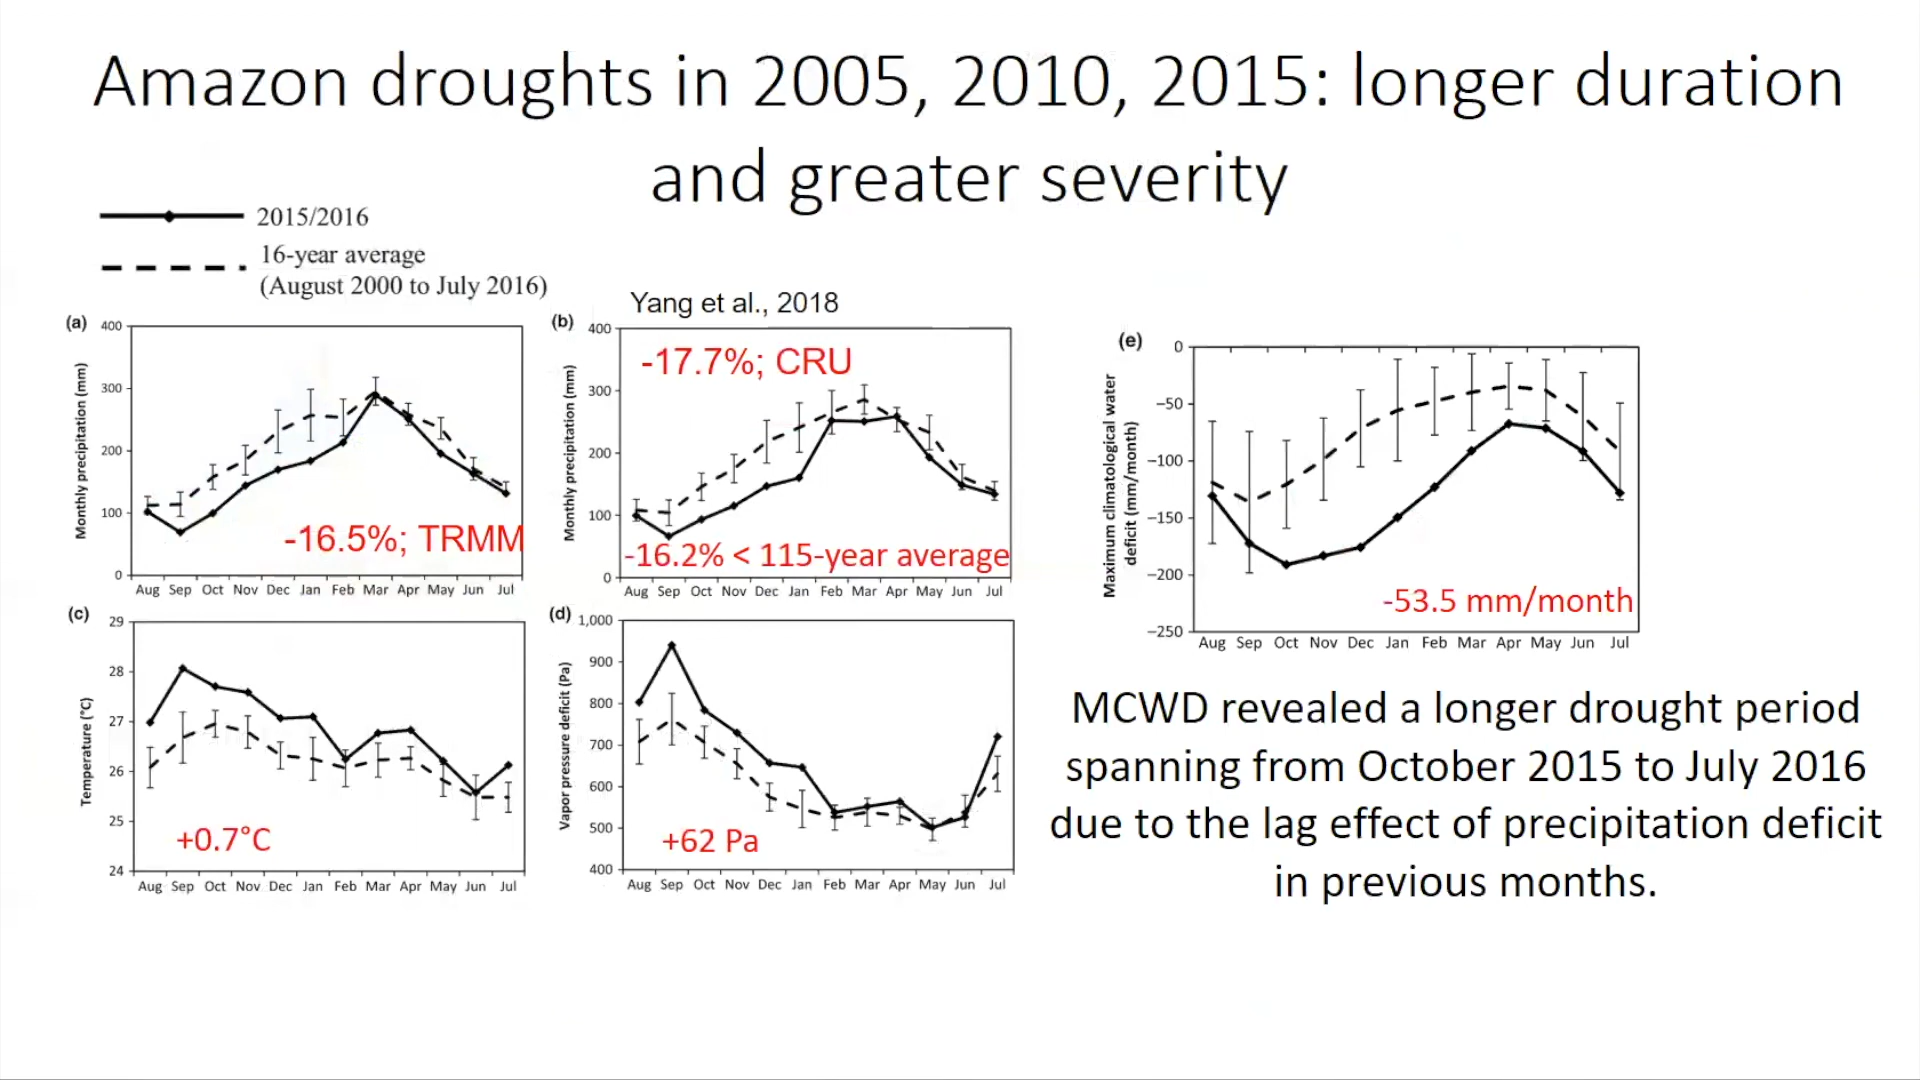 Amazon droughts in 2005, 2010, 2015: longer duration
and greater severity
2015/2016
16-year average
(August 2000 to July 2016)
Yang et al., 2018
(a)
Monthly precipitation (mm)
400
300
200
100
0
-16.5%; TRMM
Aug Sep Oct Nov Dec Jan Feb Mar Apr May Jun Jul
(b)
Monthly precipitation (mm)
400
300
200
100
0
-17.7%; CRU
-16.2% < 115-year average
Aug Sep Oct Nov Dec Jan Feb Mar Apr May Jun Jul
(c)
Temperature (°C)
29
28
27
26
25
24
+0.7°C
Aug Sep Oct Nov Dec Jan Feb Mar Apr May Jun Jul
(d)
Vapor pressure deficit (Pa)
1,000
900
800
700
600
500
400
+62 Pa
Aug Sep Oct Nov Dec Jan Feb Mar Apr May Jun Jul
(e)
Maximum climatological water
deficit (mm/month)
0
−50
−100
−150
−200
−250
-53.5 mm/month
Aug Sep Oct Nov Dec Jan Feb Mar Apr May Jun Jul
MCWD revealed a longer drought period
spanning from October 2015 to July 2016
due to the lag effect of precipitation deficit
in previous months.